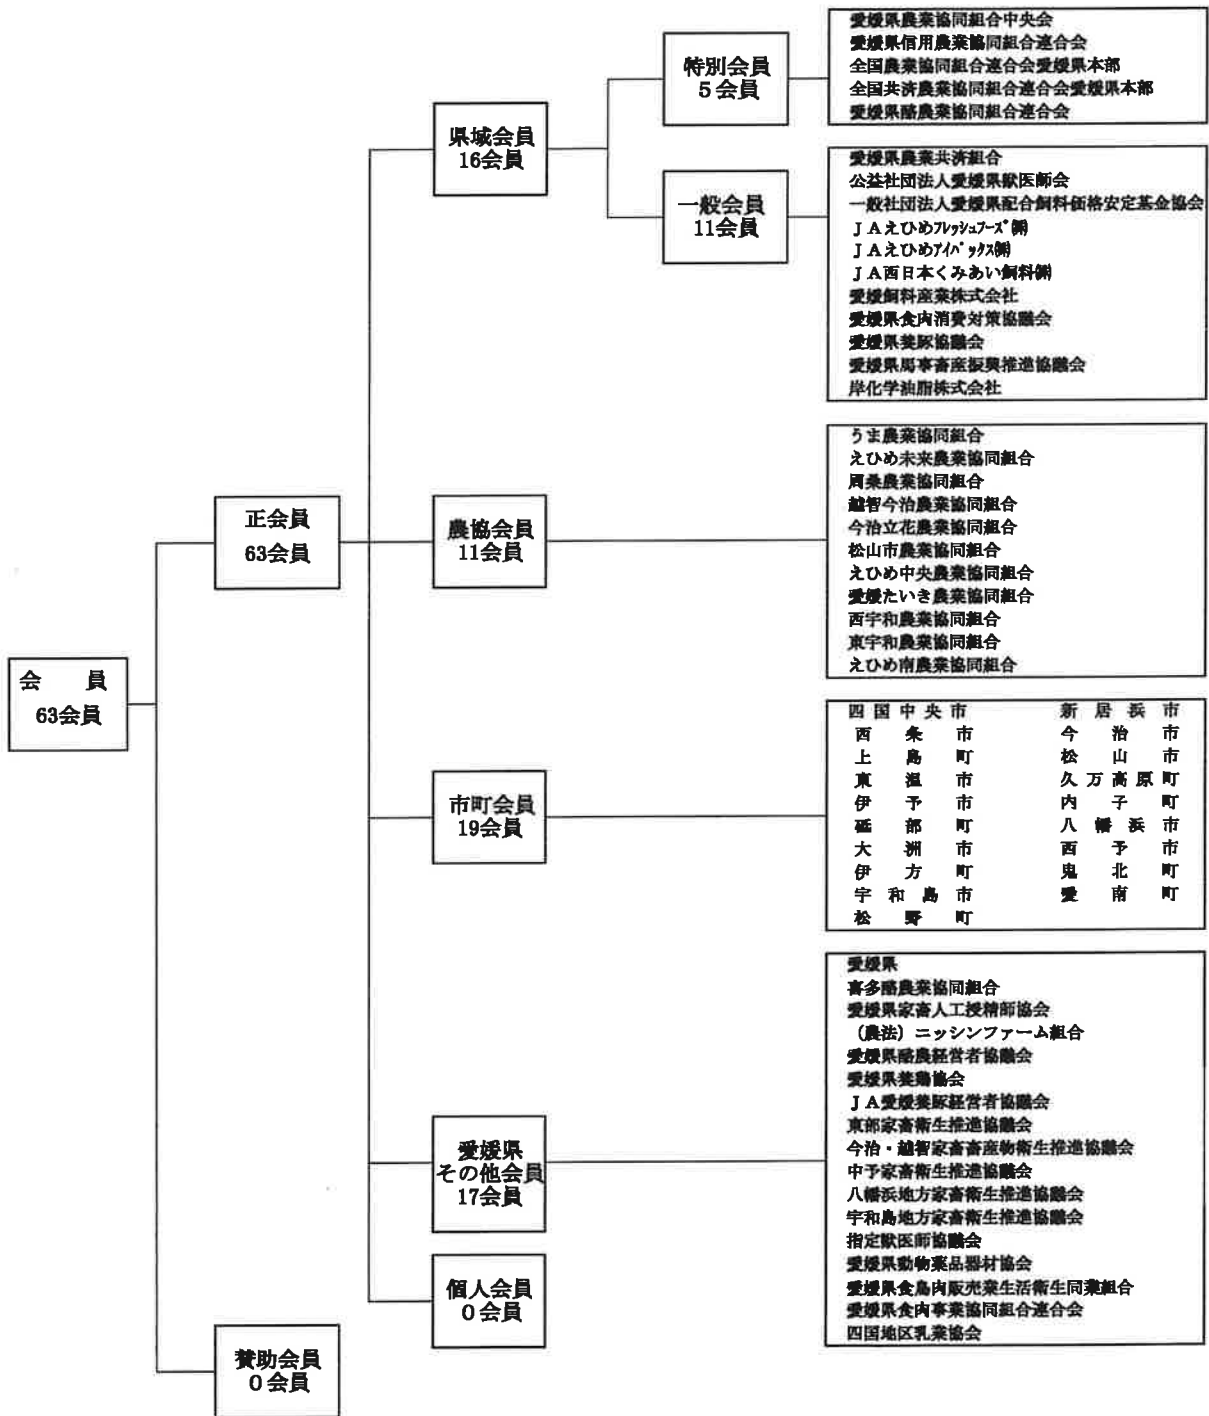 会　員
63会員
正会員
63会員
賛助会員
0会員
県域会員
16会員
特別会員
5会員
愛媛県農業協同組合中央会
愛媛県信用農業協同組合連合会
全国農業協同組合連合会愛媛県本部
全国共済農業協同組合連合会愛媛県本部
愛媛県酪農業協同組合連合会
一般会員
11会員
愛媛県農業共済組合
公益社団法人愛媛県獣医師会
一般社団法人愛媛県配合飼料価格安定基金協会
ＪＡえひめﾌﾚｯｼｭﾌｰｽﾞ㈱
ＪＡえひめｱｲﾊﾟｯｸｽ㈱
ＪＡ西日本くみあい飼料㈱
愛媛飼料産業株式会社
愛媛県食肉消費対策協議会
愛媛県養豚協議会
愛媛県馬事畜産振興推進協議会
岸化学油脂株式会社
農協会員
11会員
うま農業協同組合
えひめ未来農業協同組合
周桑農業協同組合
越智今治農業協同組合
今治立花農業協同組合
松山市農業協同組合
えひめ中央農業協同組合
愛媛たいき農業協同組合
西宇和農業協同組合
東宇和農業協同組合
えひめ南農業協同組合
市町会員
19会員
四国中央市　新居浜市
西条市　今治市
上島町　松山市
東温市　久万高原町
伊予市　内子町
砥部町　八幡浜市
大洲市　西予市
伊方町　鬼北町
宇和島市　愛南町
松野町
愛媛県
その他会員
17会員
愛媛県
喜多酪農業協同組合
愛媛県家畜人工授精師協会
（農法）ニッシンファーム組合
愛媛県酪農経営者協議会
愛媛県養鶏協会
ＪＡ愛媛養豚経営者協議会
東部家畜衛生推進協議会
今治・越智家畜畜産物衛生推進協議会
中予家畜衛生推進協議会
八幡浜地方家畜衛生推進協議会
宇和島地方家畜衛生推進協議会
指定獣医師協議会
愛媛県動物薬品器材協会
愛媛県食鳥肉販売業生活衛生同業組合
愛媛県食肉事業協同組合連合会
四国地区乳業協会
個人会員
0会員